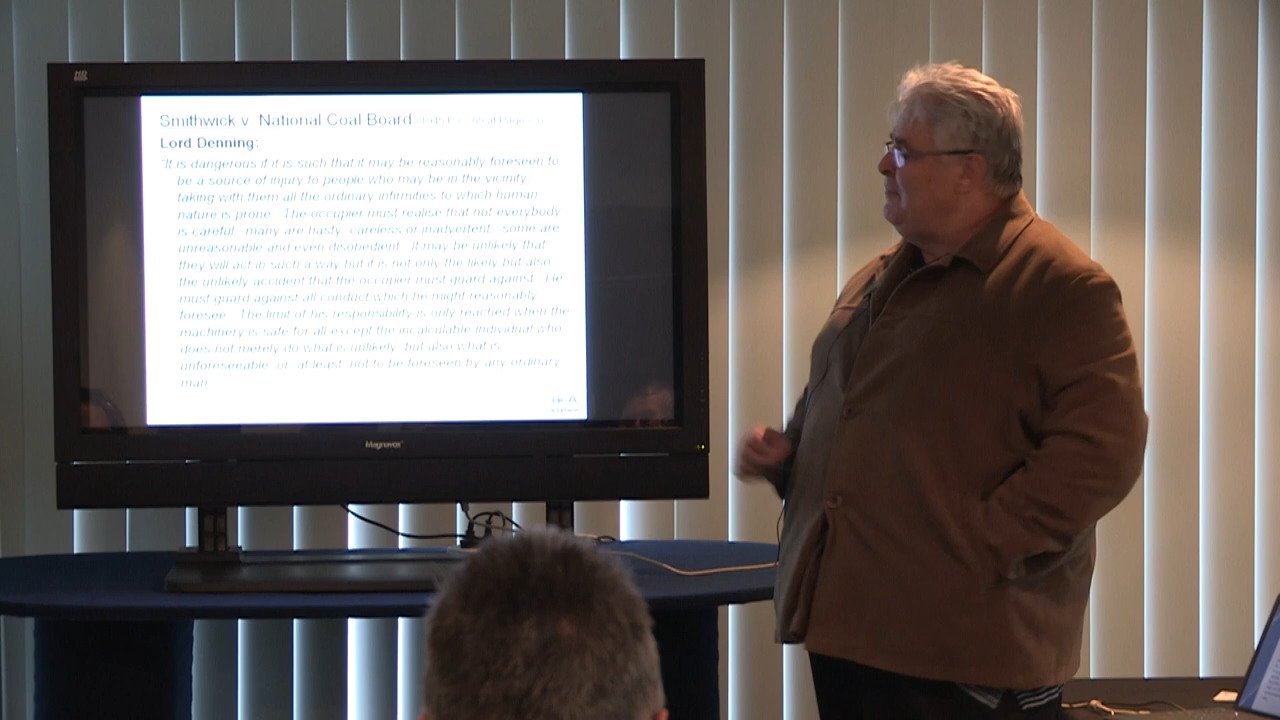 HD
Smithwick v. National Coal Board
Lord Denning:
"It is dangerous if it is such that it may be reasonably foreseen to
be a source of injury to people who may be in the vicinity
taking with them all the ordinary infirmities to which human
nature is prone. The occupier must realise that not everybody
is careful many are hasty careless or inadvertent some are
unreasonable and even disobedient. It may be unlikely that
they will act in such a way but it is not only the likely but also
the unlikely accident that the occupier must guard against. He
must guard against all conduct which he might reasonably
foresee. The limit of his responsibility is only reached when the
machinery is safe for all except the incalculable individual who
does not merely do what is unlikely but also what is
unforeseeable or at least not to be foreseen by any ordinary
man
Magnavox